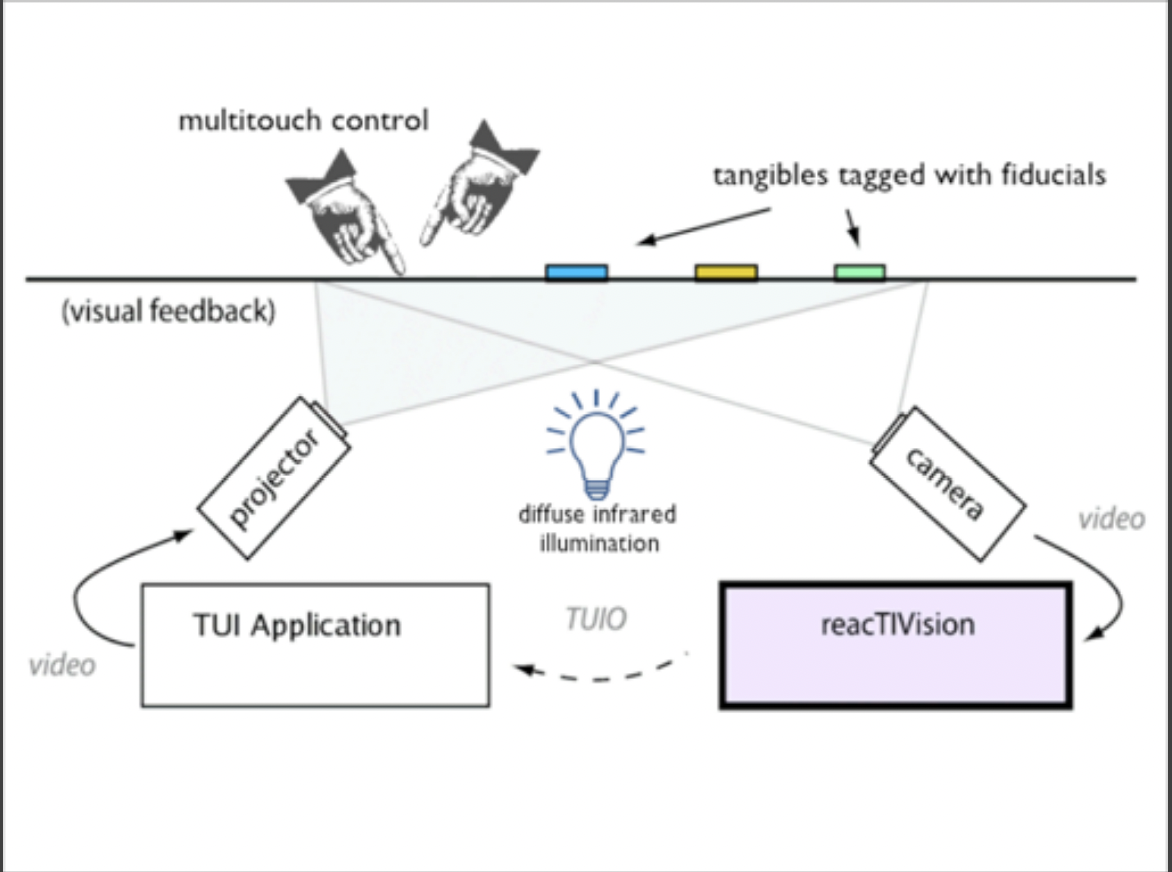 multitouch control
tangibles tagged with fiducials
(visual feedback)
projector
camera
diffuse infrared
illumination
video
TUI Application
TUIO
reacTIVision
video